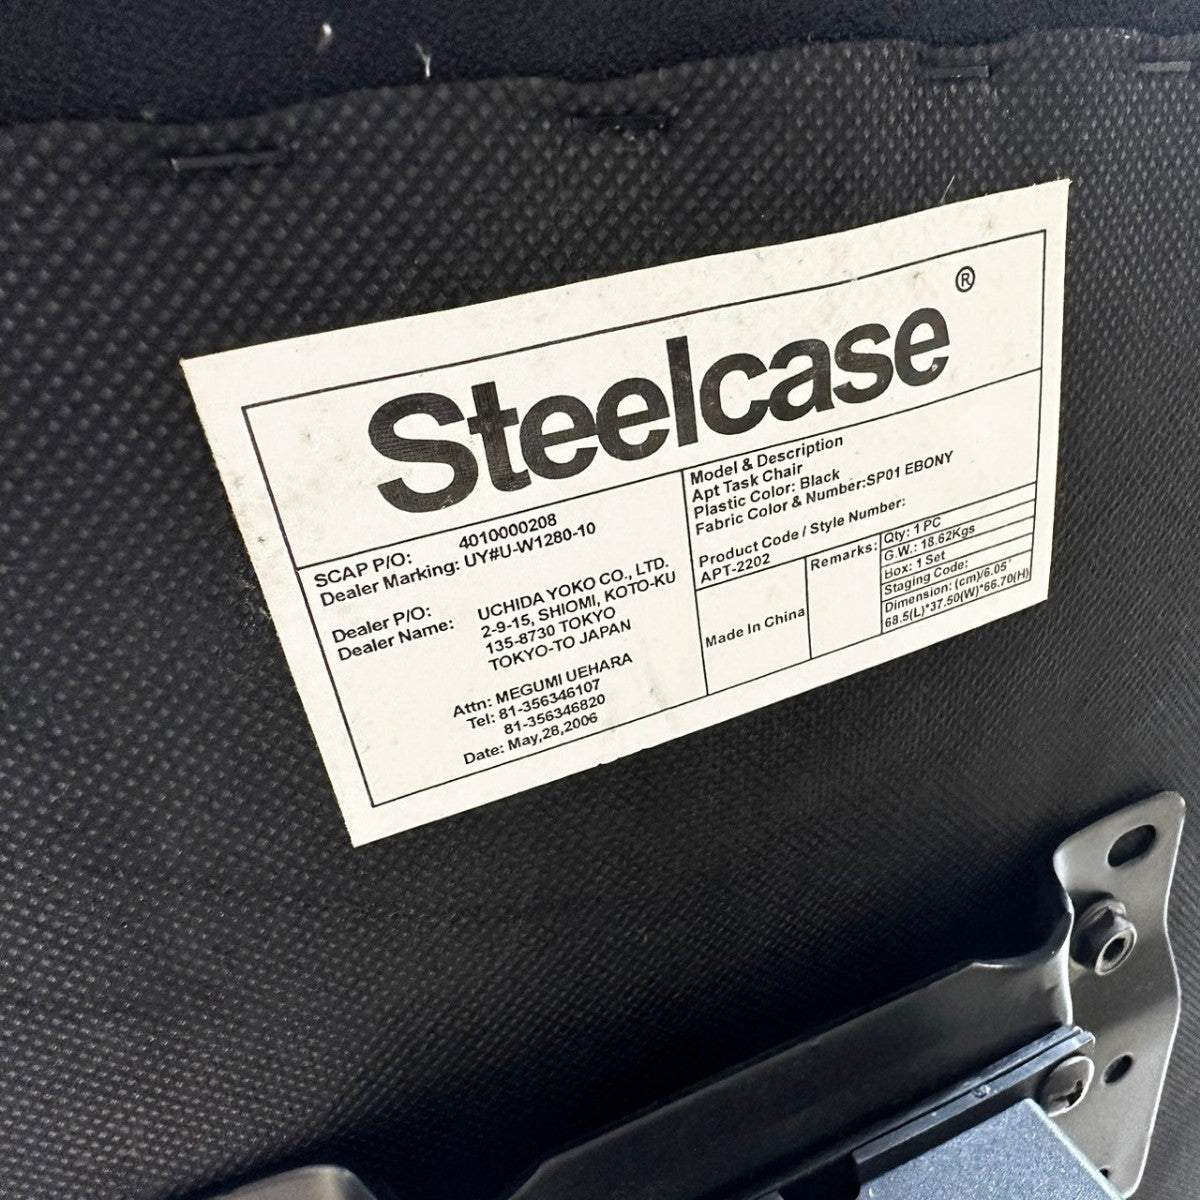 Steelcase®
SCAP P/O: 4010000208
Dealer Marking: UY#U-W1280-10
Dealer P/O:
Dealer Name: UCHIDA YOKO CO., LTD.
2-9-15, SHIOMI, KOTO-KU
135-8730 TOKYO
TOKYO-TO JAPAN
Attn: MEGUMI UEHARA
Tel: 81-356346107
81-356346820
Date: May,28,2006
Model & Description
Apt Task Chair
Plastic Color: Black
Fabric Color & Number:SP01 EBONY
Product Code / Style Number:
APT-2202
Made In China
Remarks:
Qty: 1 PC
G.W.: 18.62Kgs
Box: 1 Set
Staging Code:
Dimension: (cm)/6.05'
68.5(L)*37.50(W)*66.70(H)